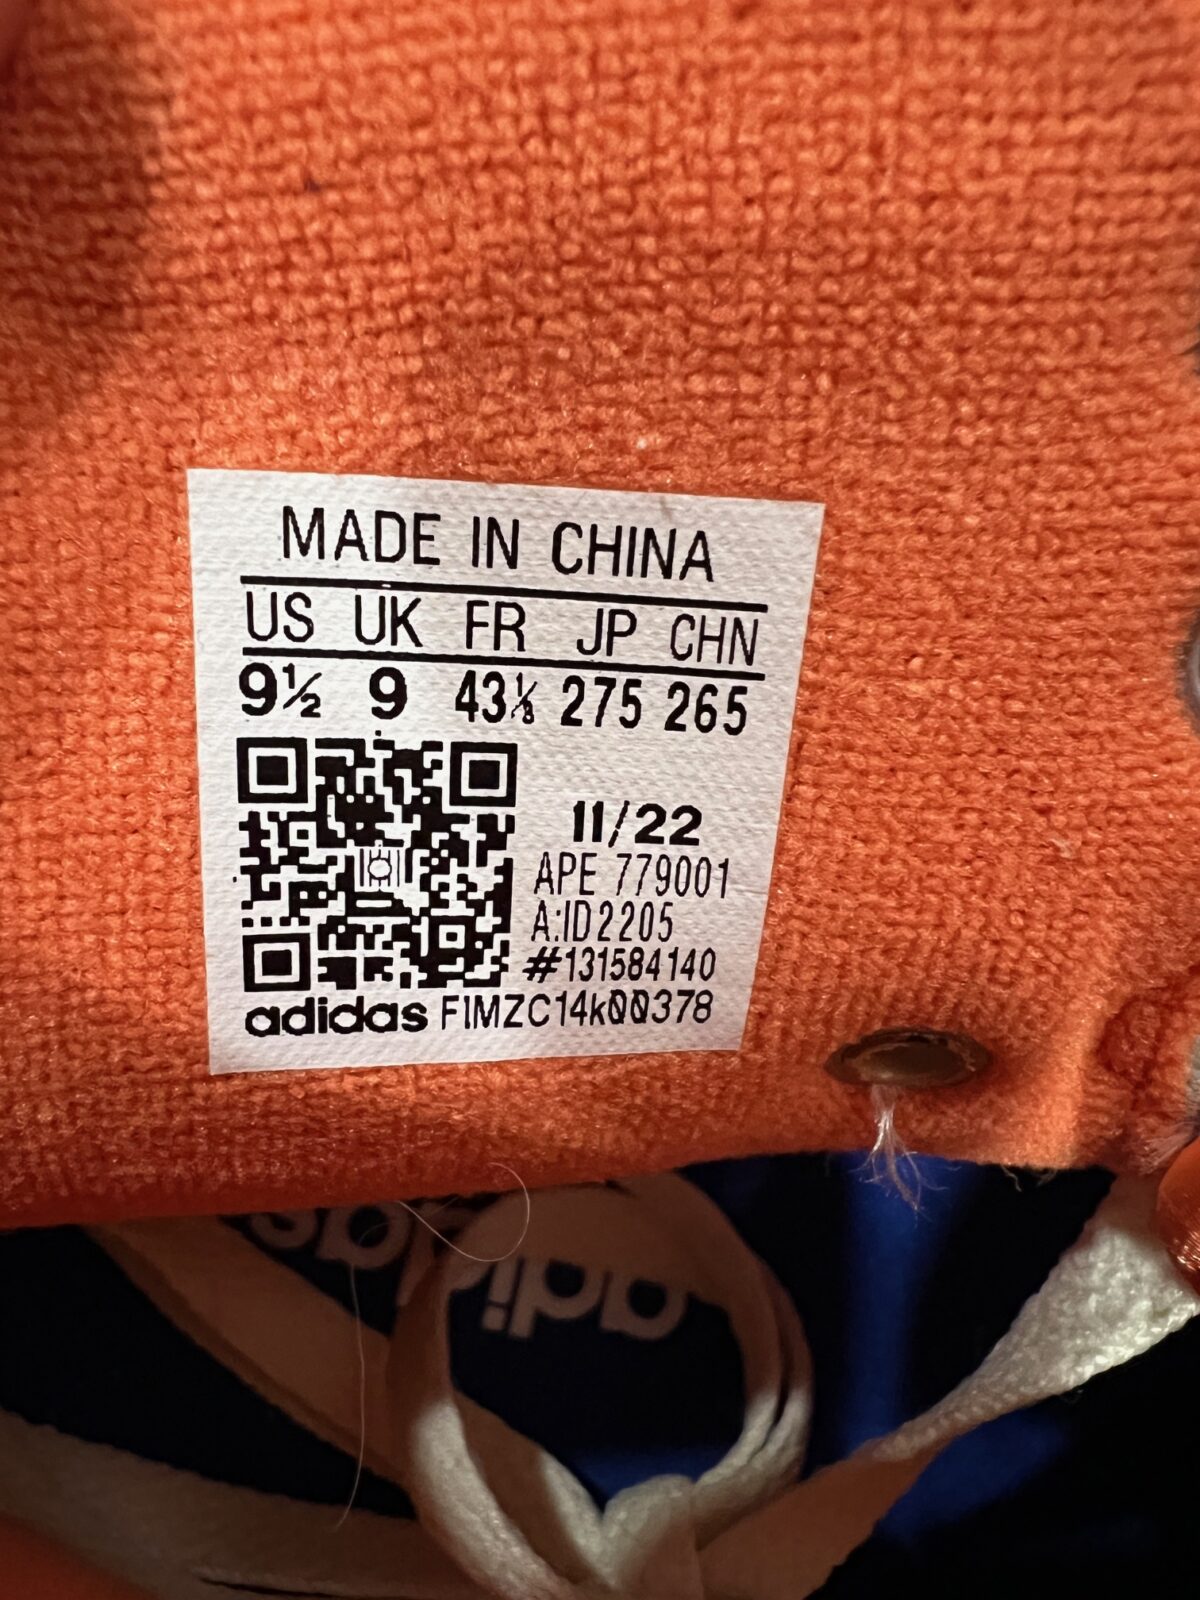 MADE IN CHINA
US UK FR JP CHN
9½ 9 43⅓ 275 265
11/22
APE 779001
A:ID2205
#131584140
adidas F1MZC14k00378
adidas